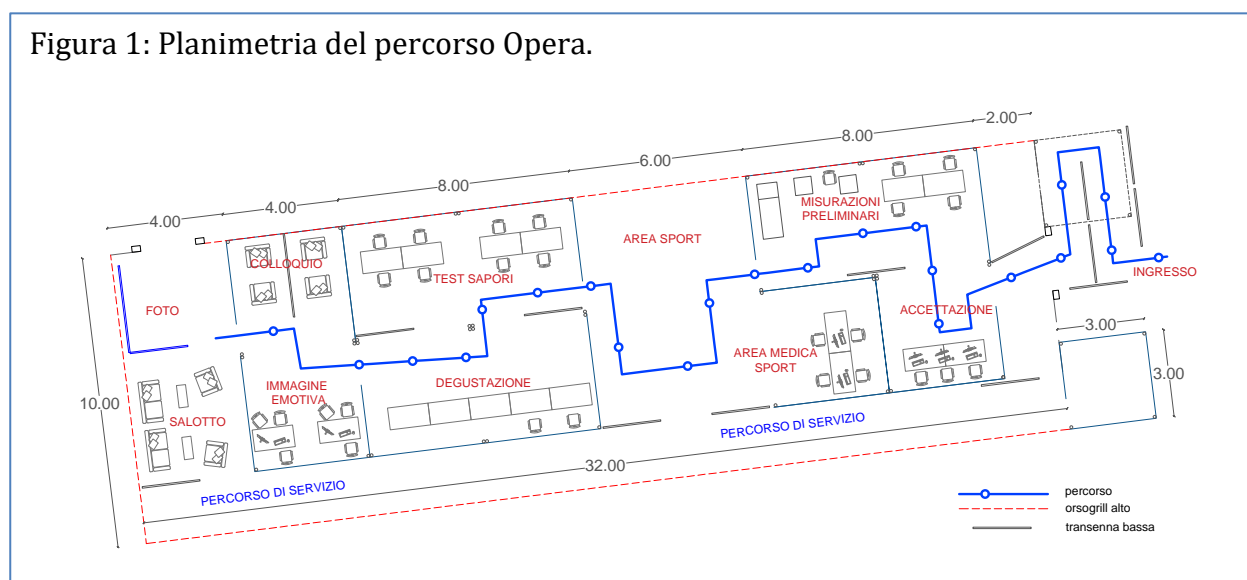 Figura 1: Planimetria del percorso Opera.
2.00
8.00
6.00
8.00
4.00
4.00
MISURAZIONI
PRELIMINARI
AREA SPORT
COLLOQUIO
TEST SAPORI
INGRESSO
FOTO
ACCETTAZIONE
3.00
AREA MEDICA
SPORT
3.00
IMMAGINE
EMOTIVA
DEGUSTAZIONE
10.00
SALOTTO
PERCORSO DI SERVIZIO
32.00
PERCORSO DI SERVIZIO
percorso
orsogrill alto
transenna bassa